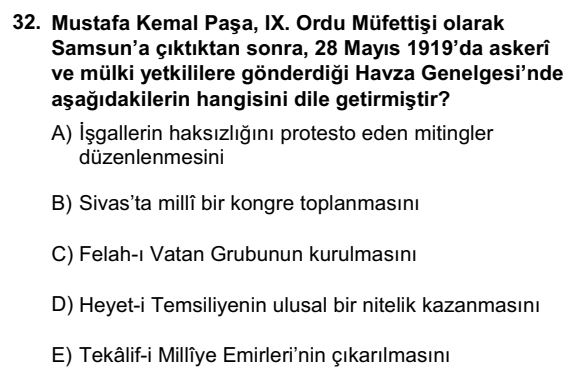 32. Mustafa Kemal Paşa, IX. Ordu Müfettişi olarak
Samsun'a çıktıktan sonra, 28 Mayıs 1919'da askerî
ve mülki yetkililere gönderdiği Havza Genelgesi'nde
aşağıdakilerin hangisini dile getirmiştir?
A) İşgallerin haksızlığını protesto eden mitingler
düzenlenmesini
B) Sivas'ta millî bir kongre toplanmasını
C) Felah-ı Vatan Grubunun kurulmasını
D) Heyet-i Temsiliyenin ulusal bir nitelik kazanmasını
E) Tekâlif-i Millîye Emirleri'nin çıkarılmasını